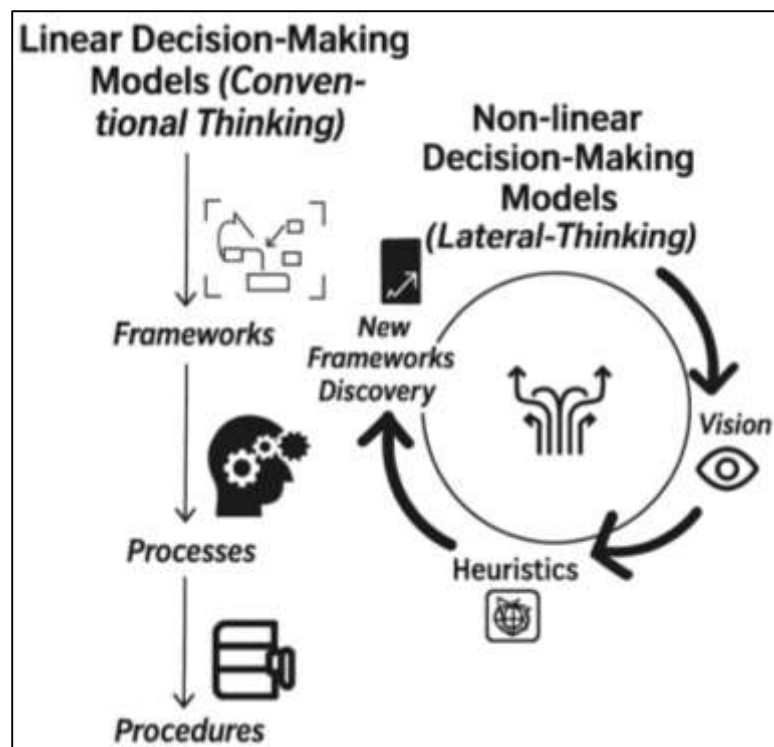 Linear Decision-Making
Models (Conven-
tional Thinking)
Frameworks
Processes
Procedures
Non-linear
Decision-Making
Models
(Lateral-Thinking)
Vision
Heuristics
New
Frameworks
Discovery